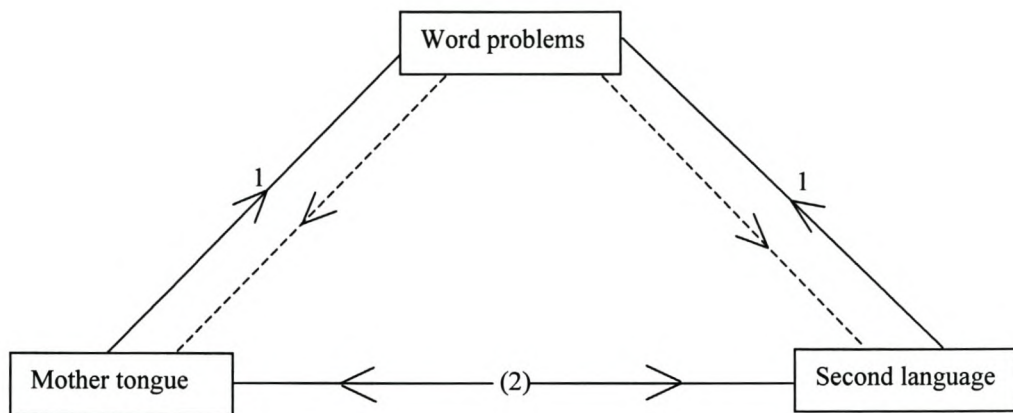 Word problems
1
1
Mother tongue
(2)
Second language